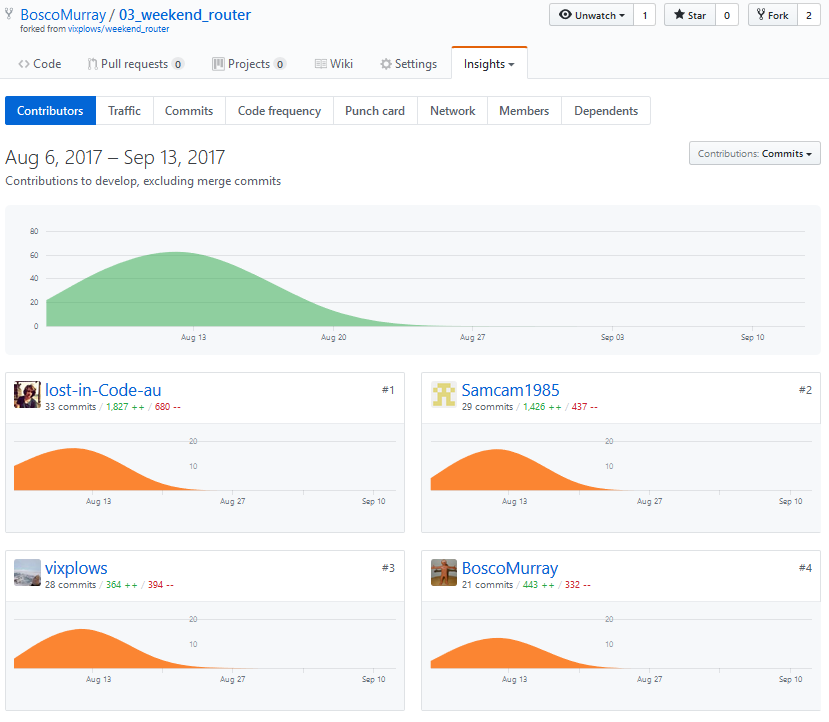 BoscoMurray / 03_weekend_router
Unwatch 1 Star 0 Fork 2
forked from vixplows/weekend_router
Code Pull requests 0 Projects 0 Wiki Settings Insights
Contributors Traffic Commits Code frequency Punch card Network Members Dependents
Aug 6, 2017 – Sep 13, 2017
Contributions: Commits
Contributions to develop, excluding merge commits
80
60
40
20
0
Aug 13 Aug 20 Aug 27 Sep 03 Sep 10
lost-in-Code-au #1
33 commits / 1,827 ++ / 680 --
20
10
Aug 13 Aug 27 Sep 10
Samcam1985 #2
29 commits / 1,426 ++ / 437 --
20
10
Aug 13 Aug 27 Sep 10
vixplows #3
28 commits / 364 ++ / 394 --
20
10
Aug 13 Aug 27 Sep 10
BoscoMurray #4
21 commits / 443 ++ / 332 --
20
10
Aug 13 Aug 27 Sep 10